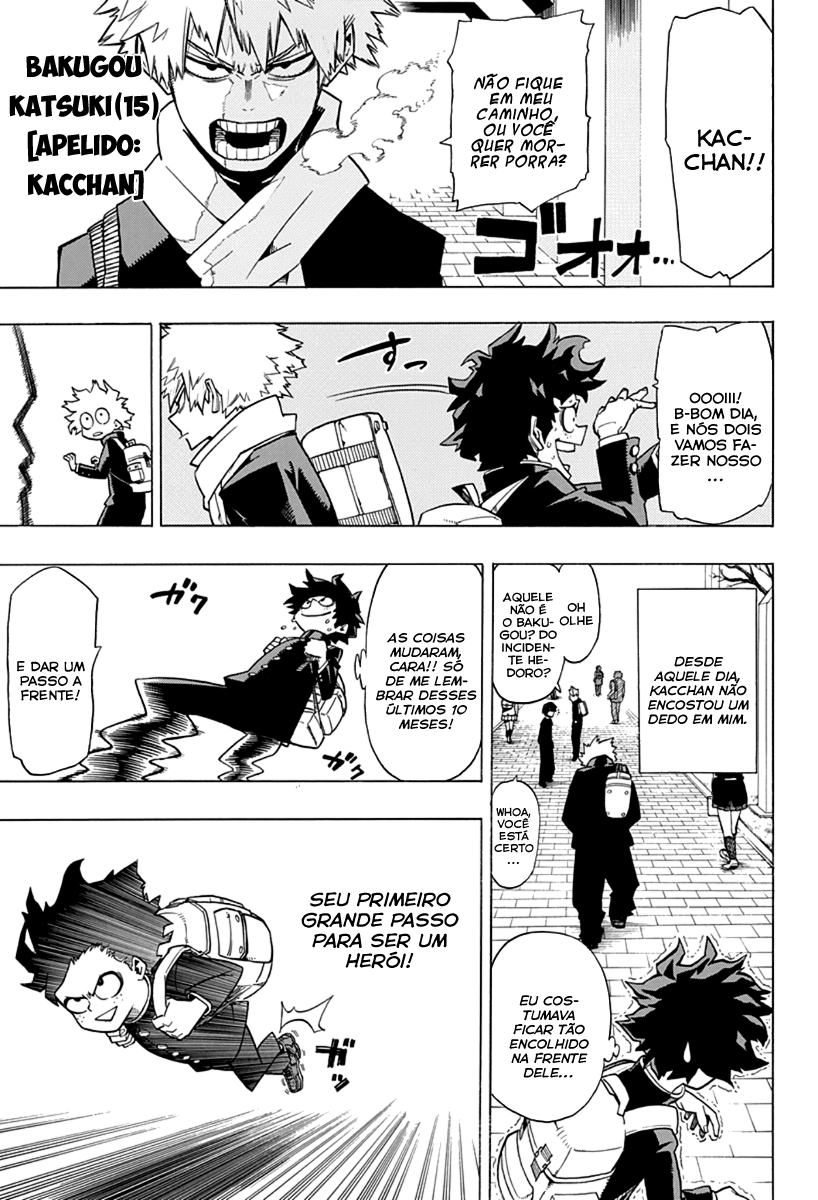 KAC-
CHAN!!
NÃO FIQUE
EM MEU
CAMINHO,
OU VOCÊ
QUER MOR-
RER PORRA?
ゴオォォ…
BAKUGOU
KATSUKI(15)
[APELIDO:
KACCHAN]
OOOIII!
B-BOM DIA,
E NÓS DOIS
VAMOS FA-
ZER NOSSO
...
すっ
DESDE
AQUELE DIA,
KACCHAN NÃO
ENCOSTOU UM
DEDO EM MIM.
OH
OLHE
AQUELE
NÃO É
O BAKU-
GOU? DO
INCIDEN-
TE HE-
DORO?
WHOA,
VOCÊ
ESTÁ
CERTO
...
EU COS-
TUMAVA
FICAR TÃO
ENCOLHIDO
NA FRENTE
DELE...
AS COISAS
MUDARAM,
CARA!! SÓ
DE ME LEM-
BRAR DESSES
ÚLTIMOS 10
MESES!
ガク
ガク
E DAR UM
PASSO A
FRENTE!
SEU PRIMEIRO
GRANDE PASSO
PARA SER UM
HERÓI!
ガッ